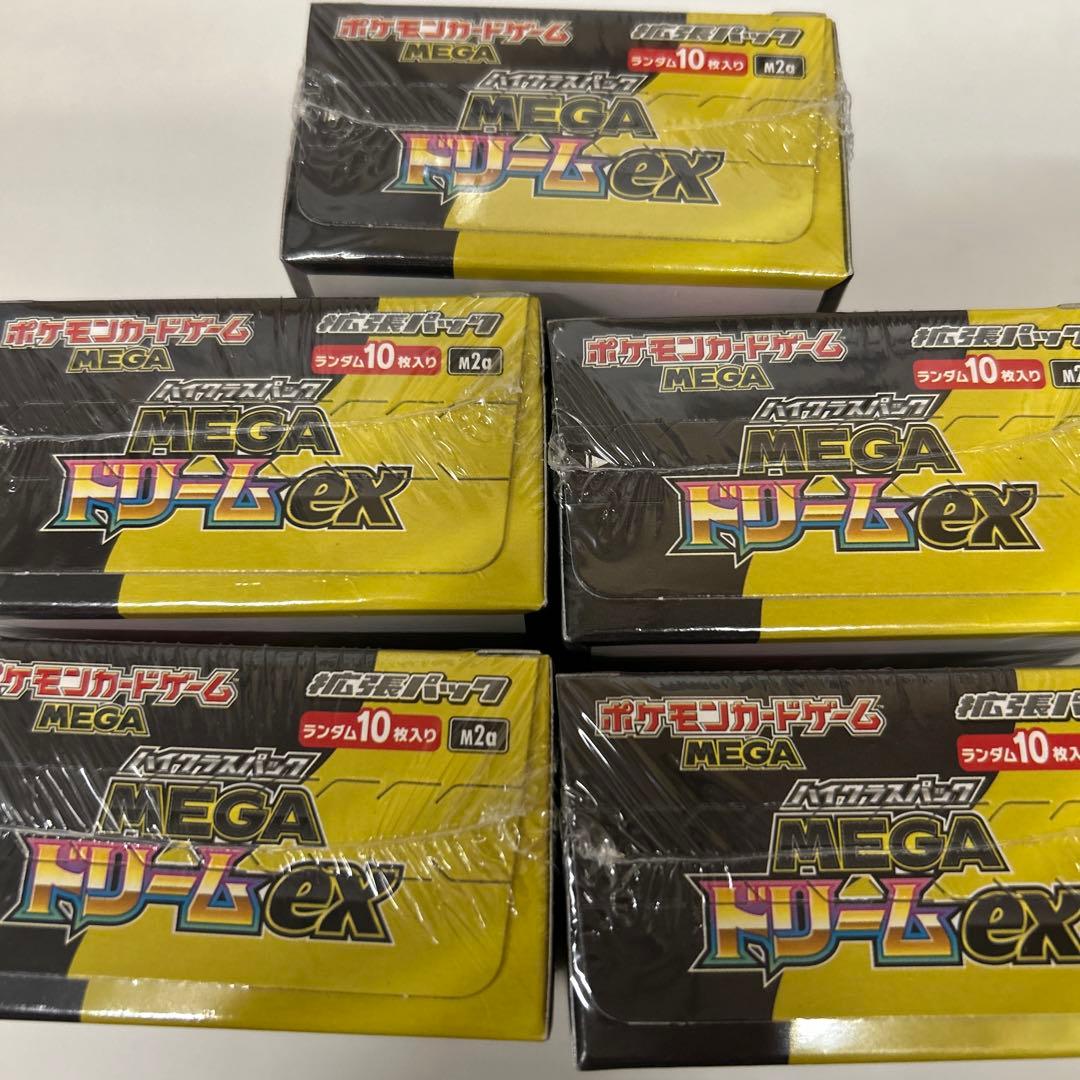 ポケモンカードゲーム
MEGA
拡張パック
ランダム10枚入り M2a
ハイクラスパック
MEGA
ドリームex
ポケモンカードゲーム
MEGA
拡張パック
ランダム10枚入り M2a
ハイクラスパック
MEGA
ドリームex
ポケモンカードゲーム
MEGA
拡張パック
ランダム10枚入り M2
ハイクラスパック
MEGA
ドリームex
ポケモンカードゲーム
MEGA
拡張パック
ランダム10枚入り M2a
ハイクラスパック
MEGA
ドリームex
ポケモンカードゲーム
MEGA
拡張パ
ランダム10枚入
ハイクラスパック
MEGA
ドリームex